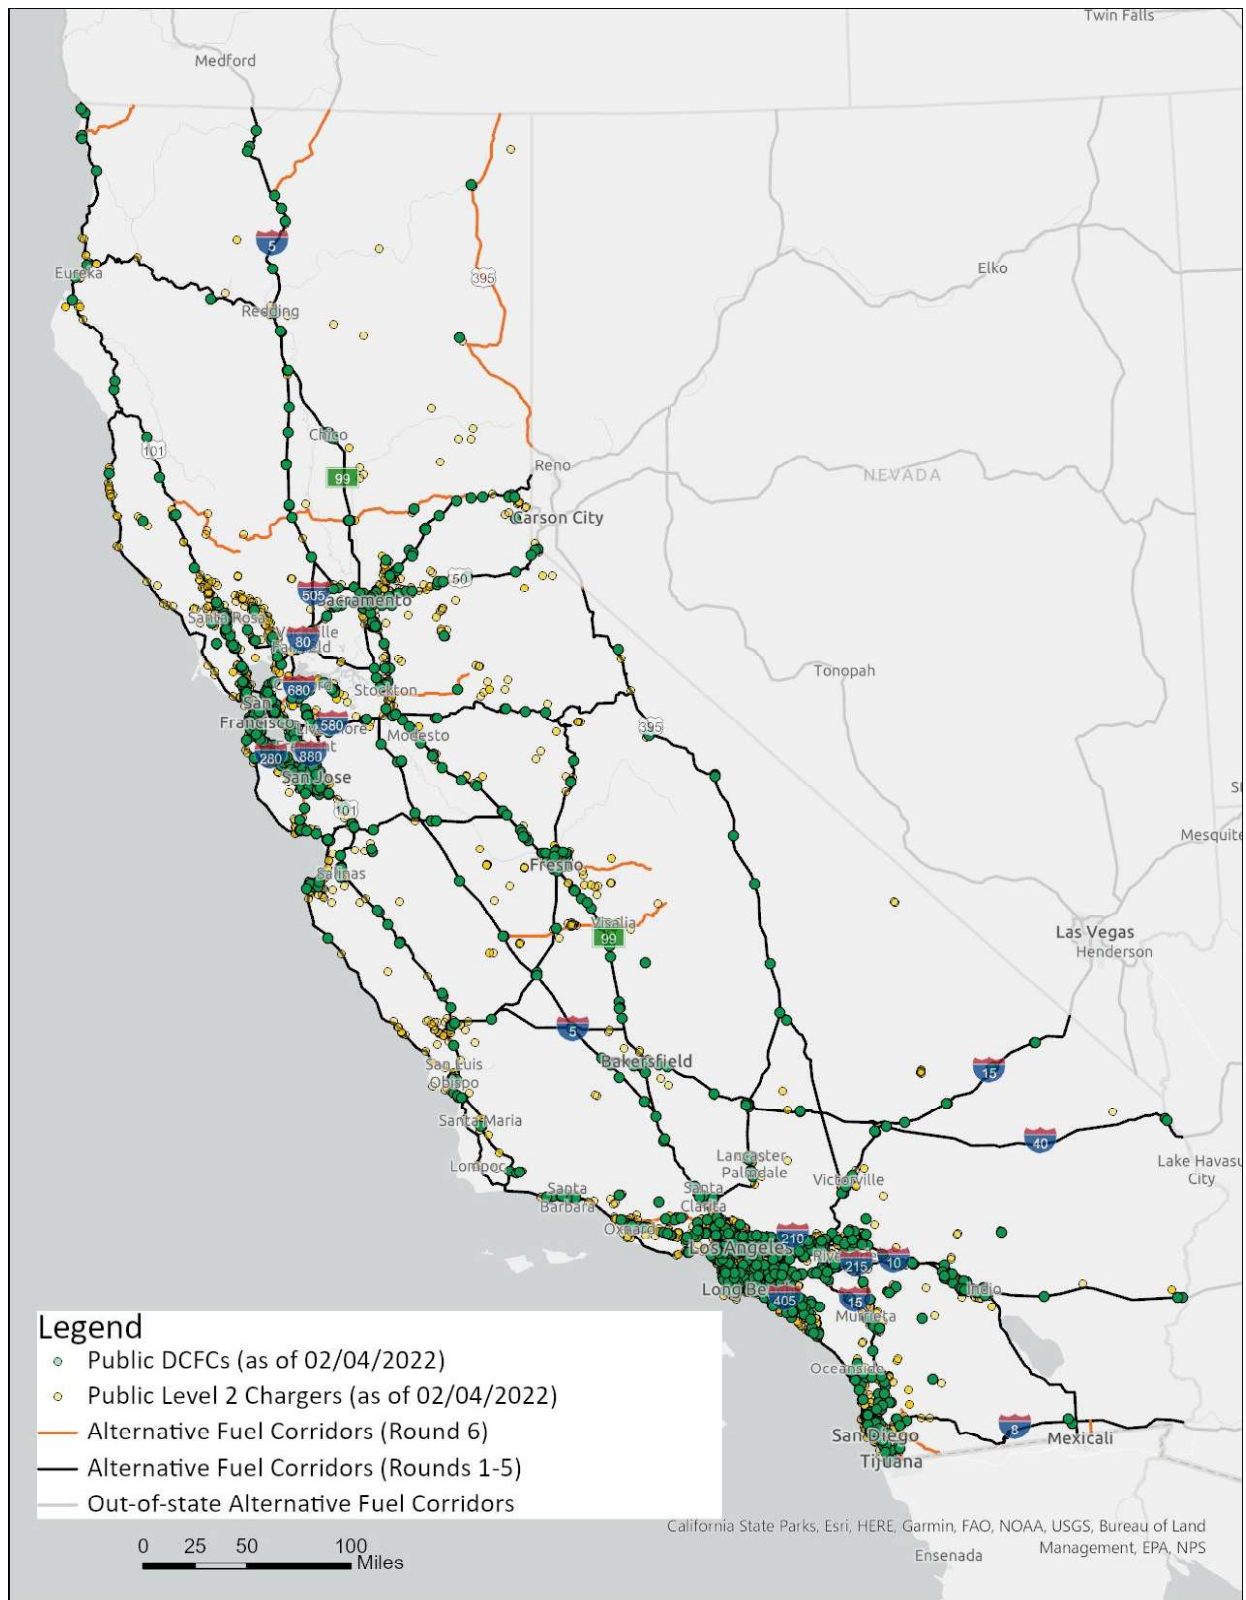 Twin Falls
Medford
5
395
Elko
Eureka
Redding
Chico
101
99
Reno
NEVADA
Carson City
50
505
Sacramento
Santa Rosa
80
Tonopah
680
Stockton
San
Francisco
580
395
Modesto
280
880
San Jose
101
Mesquite
Fresno
Salinas
Visalia
99
Las Vegas
Henderson
5
Bakersfield
15
San Luis
Obispo
Santa Maria
40
Lancaster
Palmdale
Lompoc
Victorville
Lake Havasu
City
Santa
Barbara
Santa
Clarita
Oxnard
210
Los Angeles
215
10
Long Beach
405
15
Indio
Murrieta
Oceanside
San Diego
8
Mexicali
Tijuana
Legend
Public DCFCs (as of 02/04/2022)
Public Level 2 Chargers (as of 02/04/2022)
Alternative Fuel Corridors (Round 6)
Alternative Fuel Corridors (Rounds 1-5)
Out-of-state Alternative Fuel Corridors
California State Parks, Esri, HERE, Garmin, FAO, NOAA, USGS, Bureau of Land
Management, EPA, NPS
Ensenada
0 25 50 100
Miles